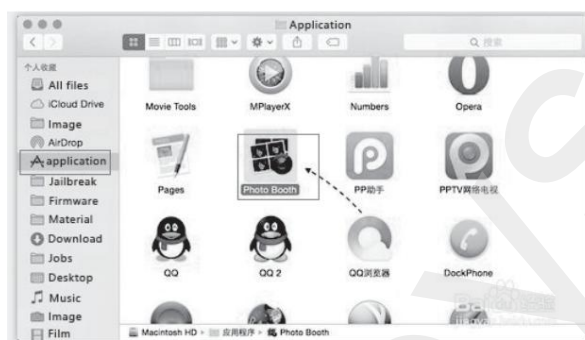 Application
搜索
个人收藏
All files
iCloud Drive
Image
AirDrop
application
Jailbreak
Firmware
Material
Download
Jobs
Desktop
Music
Image
Film
Movie Tools
MPlayerX
Numbers
Opera
Pages
Photo Booth
PP助手
PPTV网络电视
QQ
QQ 2
QQ浏览器
DockPhone
Macintosh HD
应用程序
Photo Booth